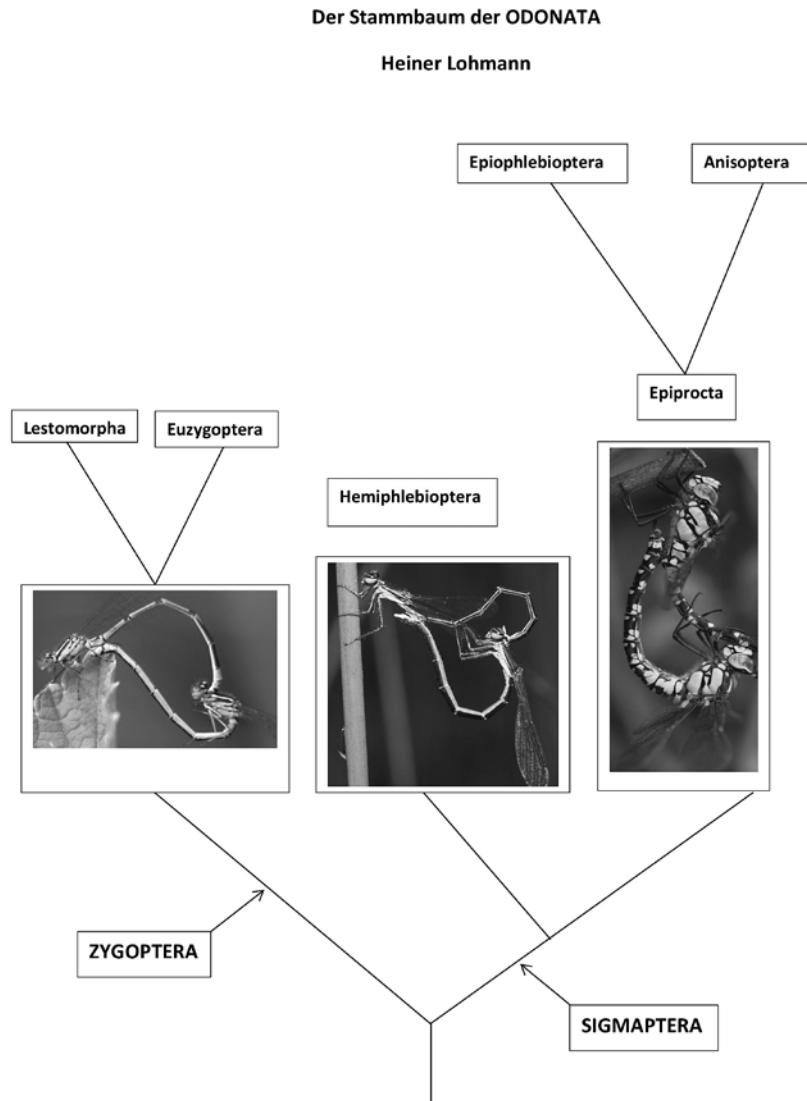 Der Stammbaum der ODONATA
Heiner Lohmann
Epiophlebioptera
Anisoptera
Epiprocta
Lestomorpha
Euzygoptera
Hemiphlebioptera
ZYGOPTERA
SIGMAPTERA